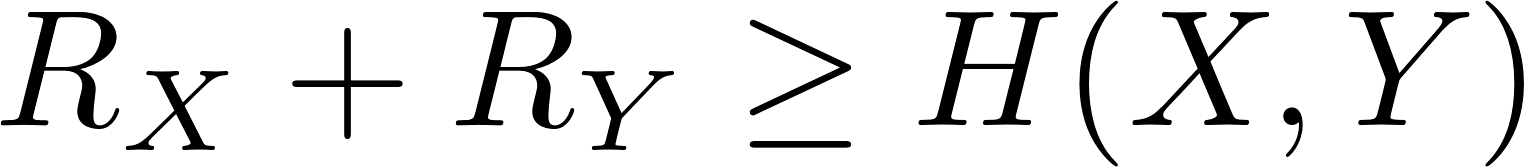 R_X + R_Y ≥ H(X, Y)